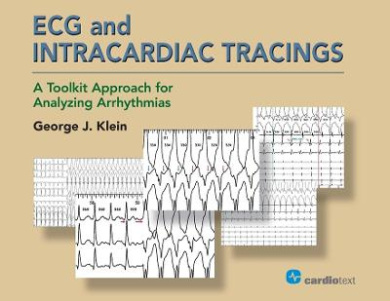 ECG and
INTRACARDIAC TRACINGS
A Toolkit Approach for
Analyzing Arrhythmias
George J. Klein
cardiotext